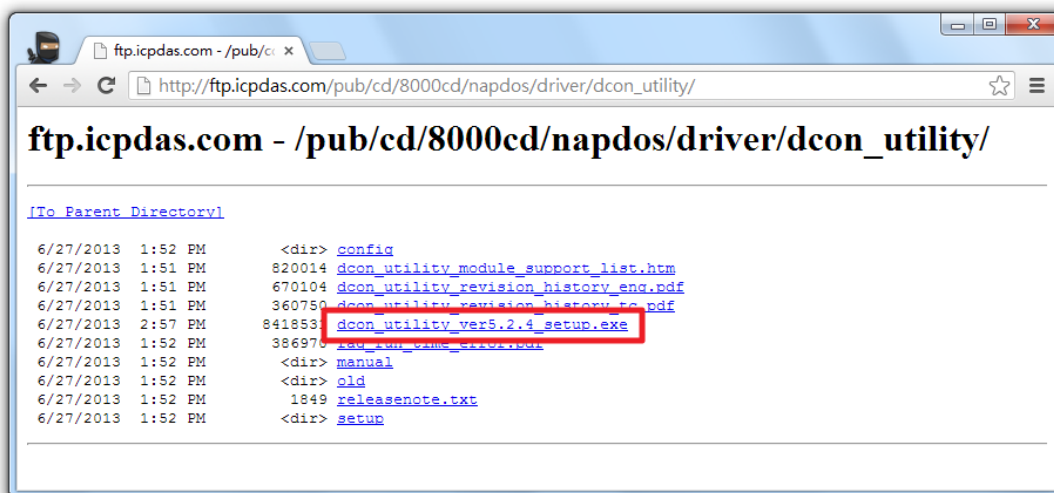 ftp.icpdas.com - /pub/cd
http://ftp.icpdas.com/pub/cd/8000cd/napdos/driver/dcon_utility/
ftp.icpdas.com - /pub/cd/8000cd/napdos/driver/dcon_utility/
[To Parent Directory]
6/27/2013 1:52 PM <dir> config
6/27/2013 1:51 PM 820014 dcon_utility_module_support_list.htm
6/27/2013 1:51 PM 670104 dcon_utility_revision_history_eng.pdf
6/27/2013 1:51 PM 360750 dcon_utility_revision_history_tc.pdf
6/27/2013 2:57 PM 8418531 dcon_utility_ver5.2.4_setup.exe
6/27/2013 1:52 PM 386970 faq_run_time_error.pdf
6/27/2013 1:52 PM <dir> manual
6/27/2013 1:52 PM <dir> old
6/27/2013 1:52 PM 1849 releasenote.txt
6/27/2013 1:52 PM <dir> setup